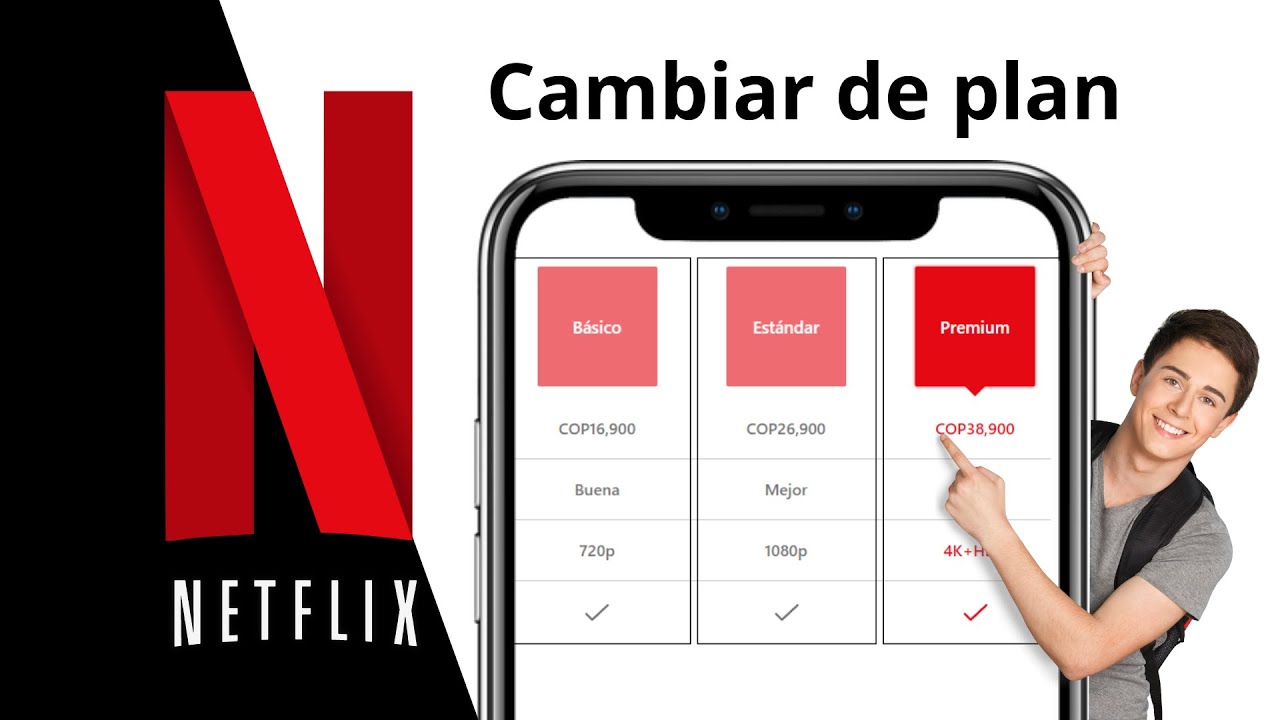 Cambiar de plan
Básico Estándar Premium
COP16,900 COP26,900 COP38,900
Buena Mejor
720p 1080p
NETFLIX